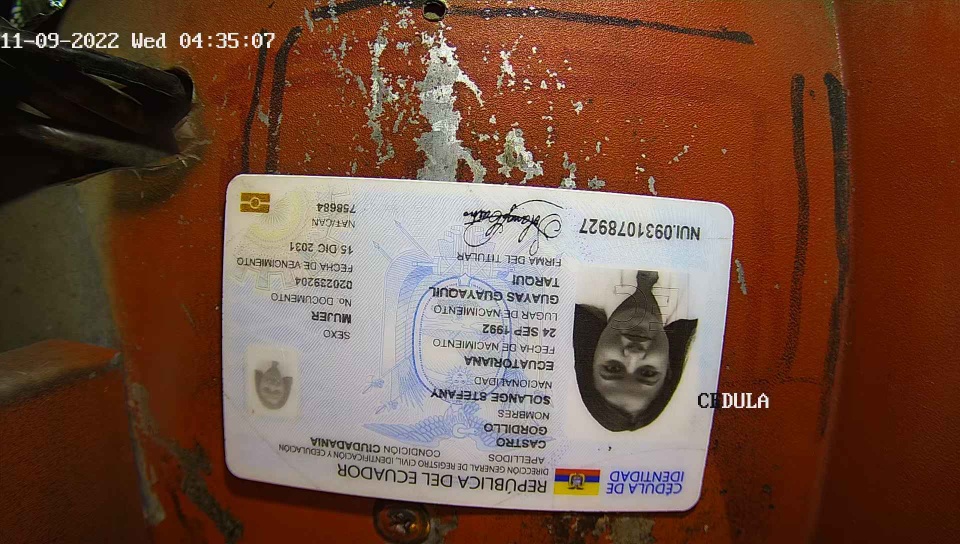 11-09-2022 Wed 04:35:07
CEDULA
CÉDULA DE IDENTIDAD
REPÚBLICA DEL ECUADOR
DIRECCIÓN GENERAL DE REGISTRO CIVIL, IDENTIFICACIÓN Y CEDULACIÓN
APELLIDOS
CASTRO
GORDILLO
CONDICIÓN CIUDADANÍA
NOMBRES
SOLANGE STEFANY
NACIONALIDAD
ECUATORIANA
FECHA DE NACIMIENTO
24 SEP 1992
LUGAR DE NACIMIENTO
GUAYAS GUAYAQUIL
TARQUI
FIRMA DEL TITULAR
SEXO
MUJER
No. DOCUMENTO
020239204
FECHA DE VENCIMIENTO
15 DIC 2031
NAT/CAN
758684
NUI.0931078927